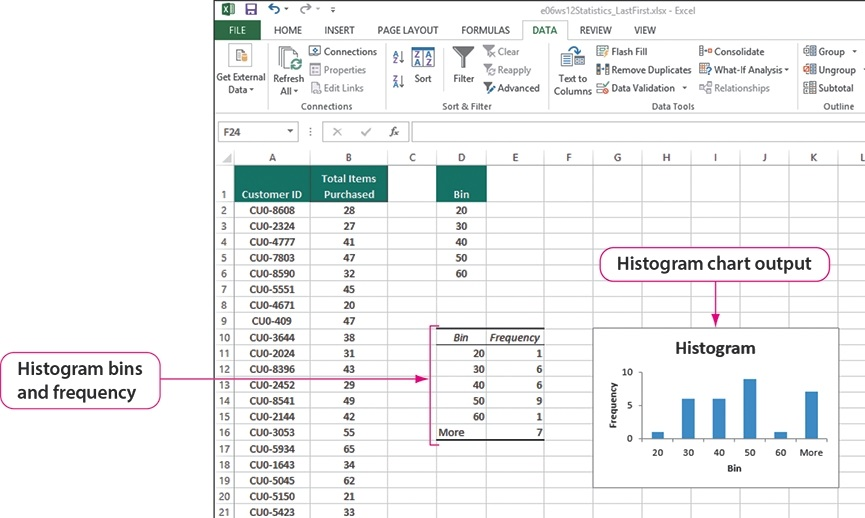 e06ws12Statistics_LastFirst.xlsx - Excel
FILE HOME INSERT PAGE LAYOUT FORMULAS DATA REVIEW VIEW
Get External Data
Refresh All
Connections
Properties
Edit Links
Connections
Sort
Filter
Clear
Reapply
Advanced
Sort & Filter
Text to Columns
Flash Fill
Remove Duplicates
Data Validation
Consolidate
What-If Analysis
Relationships
Data Tools
Group
Ungroup
Subtotal
Outline
F24 fx
A B C D E F G H I J K L
1 Customer ID Total Items Purchased Bin
2 CU0-8608 28 20
3 CU0-2324 27 30
4 CU0-4777 41 40
5 CU0-7803 47 50
6 CU0-8590 32 60
7 CU0-5551 45
8 CU0-4671 20
9 CU0-409 47
10 CU0-3644 38 Bin Frequency
11 CU0-2024 31 20 1
12 CU0-8396 43 30 6
13 CU0-2452 29 40 6
14 CU0-8541 49 50 9
15 CU0-2144 42 60 1
16 CU0-3053 55 More 7
17 CU0-5934 65
18 CU0-1643 34
19 CU0-5045 62
20 CU0-5150 21
21 CU0-5423 33
Histogram bins
and frequency
Histogram chart output
Histogram
Frequency
10
5
0
20 30 40 50 60 More
Bin